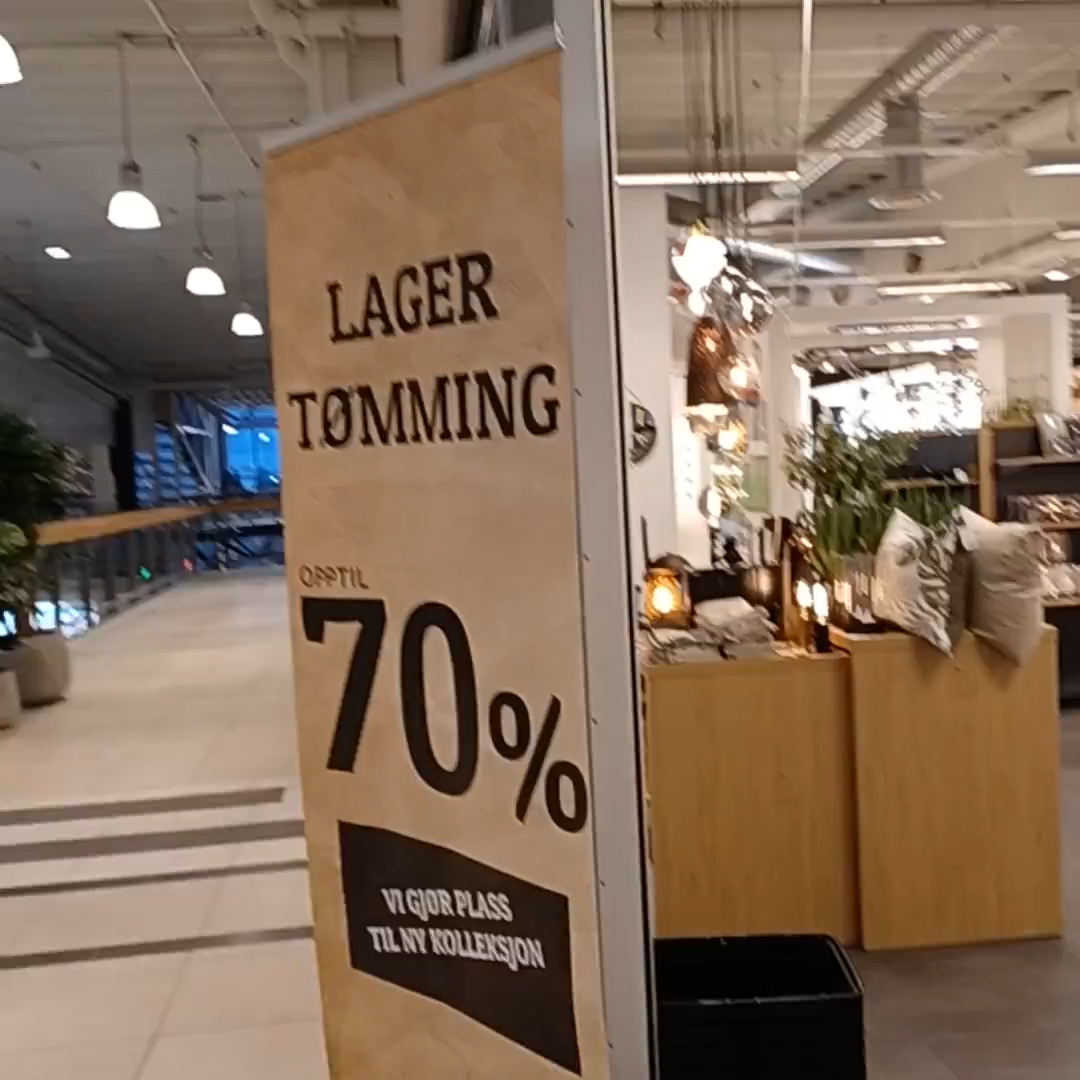 LAGER
TØMMING
OPPTIL
70%
VI GJØR PLASS
TIL NY KOLLEKSJON